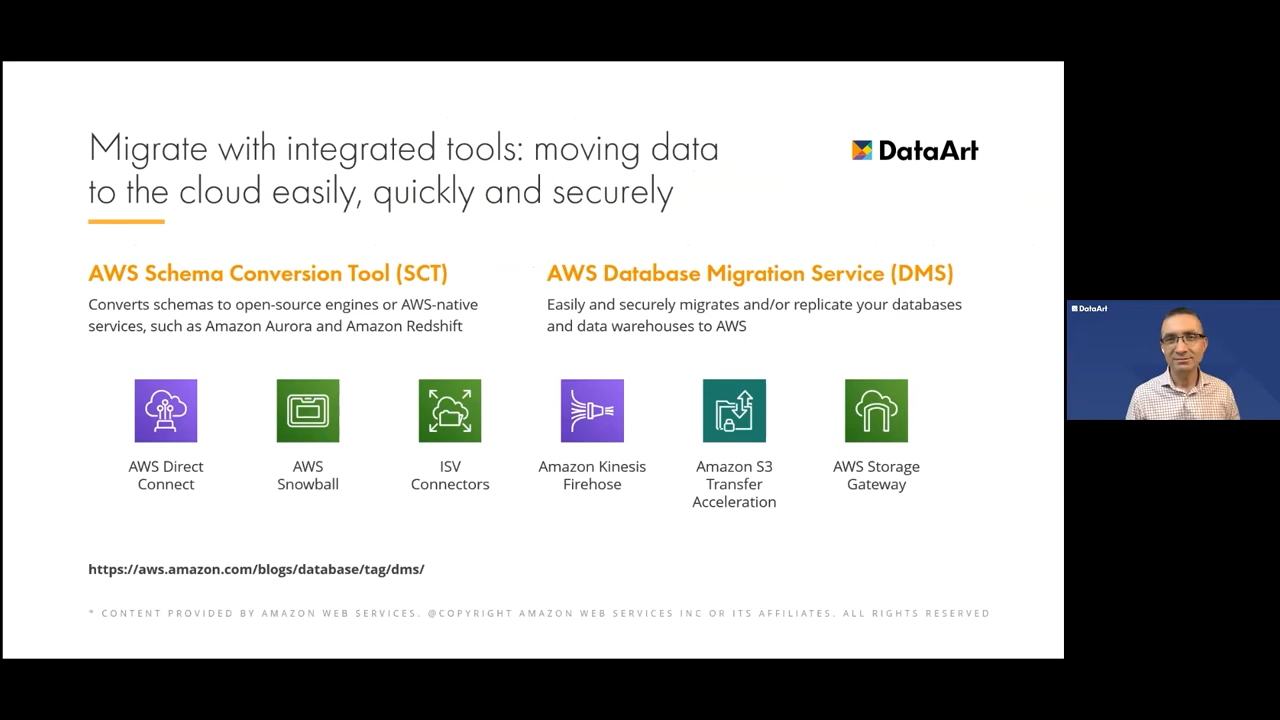 Migrate with integrated tools: moving data
to the cloud easily, quickly and securely
DataArt
AWS Schema Conversion Tool (SCT)
Converts schemas to open-source engines or AWS-native
services, such as Amazon Aurora and Amazon Redshift
AWS Database Migration Service (DMS)
Easily and securely migrates and/or replicate your databases
and data warehouses to AWS
AWS Direct
Connect
AWS
Snowball
ISV
Connectors
Amazon Kinesis
Firehose
Amazon S3
Transfer
Acceleration
AWS Storage
Gateway
https://aws.amazon.com/blogs/database/tag/dms/
* CONTENT PROVIDED BY AMAZON WEB SERVICES. @COPYRIGHT AMAZON WEB SERVICES INC OR ITS AFFILIATES. ALL RIGHTS RESERVED
DataArt